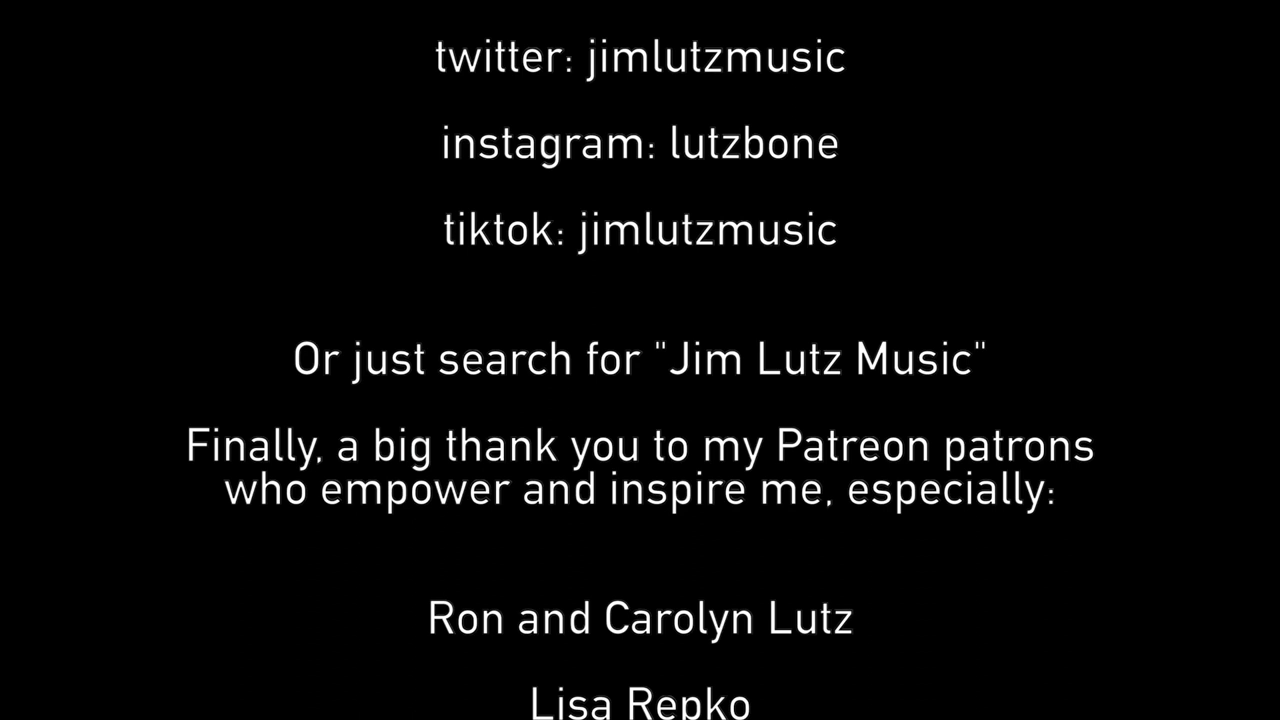 twitter: jimlutzmusic
instagram: lutzbone
tiktok: jimlutzmusic
Or just search for "Jim Lutz Music"
Finally, a big thank you to my Patreon patrons
who empower and inspire me, especially:
Ron and Carolyn Lutz
Lisa Repko